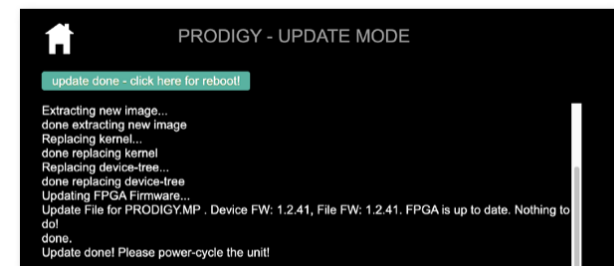 PRODIGY - UPDATE MODE
update done - click here for reboot!
Extracting new image...
done extracting new image
Replacing kernel...
done replacing kernel
Replacing device-tree...
done replacing device-tree
Updating FPGA Firmware...
Update File for PRODIGY.MP . Device FW: 1.2.41, File FW: 1.2.41. FPGA is up to date. Nothing to
do!
done.
Update done! Please power-cycle the unit!